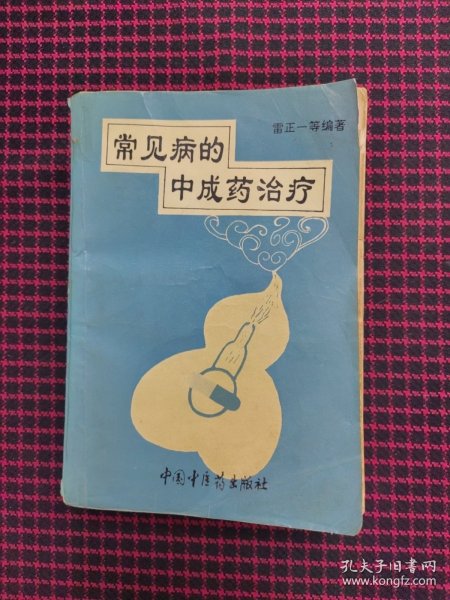 雷正一等编著
常见病的
中成药治疗
中国中医药出版社
孔夫子旧书网
www.kongfz.com